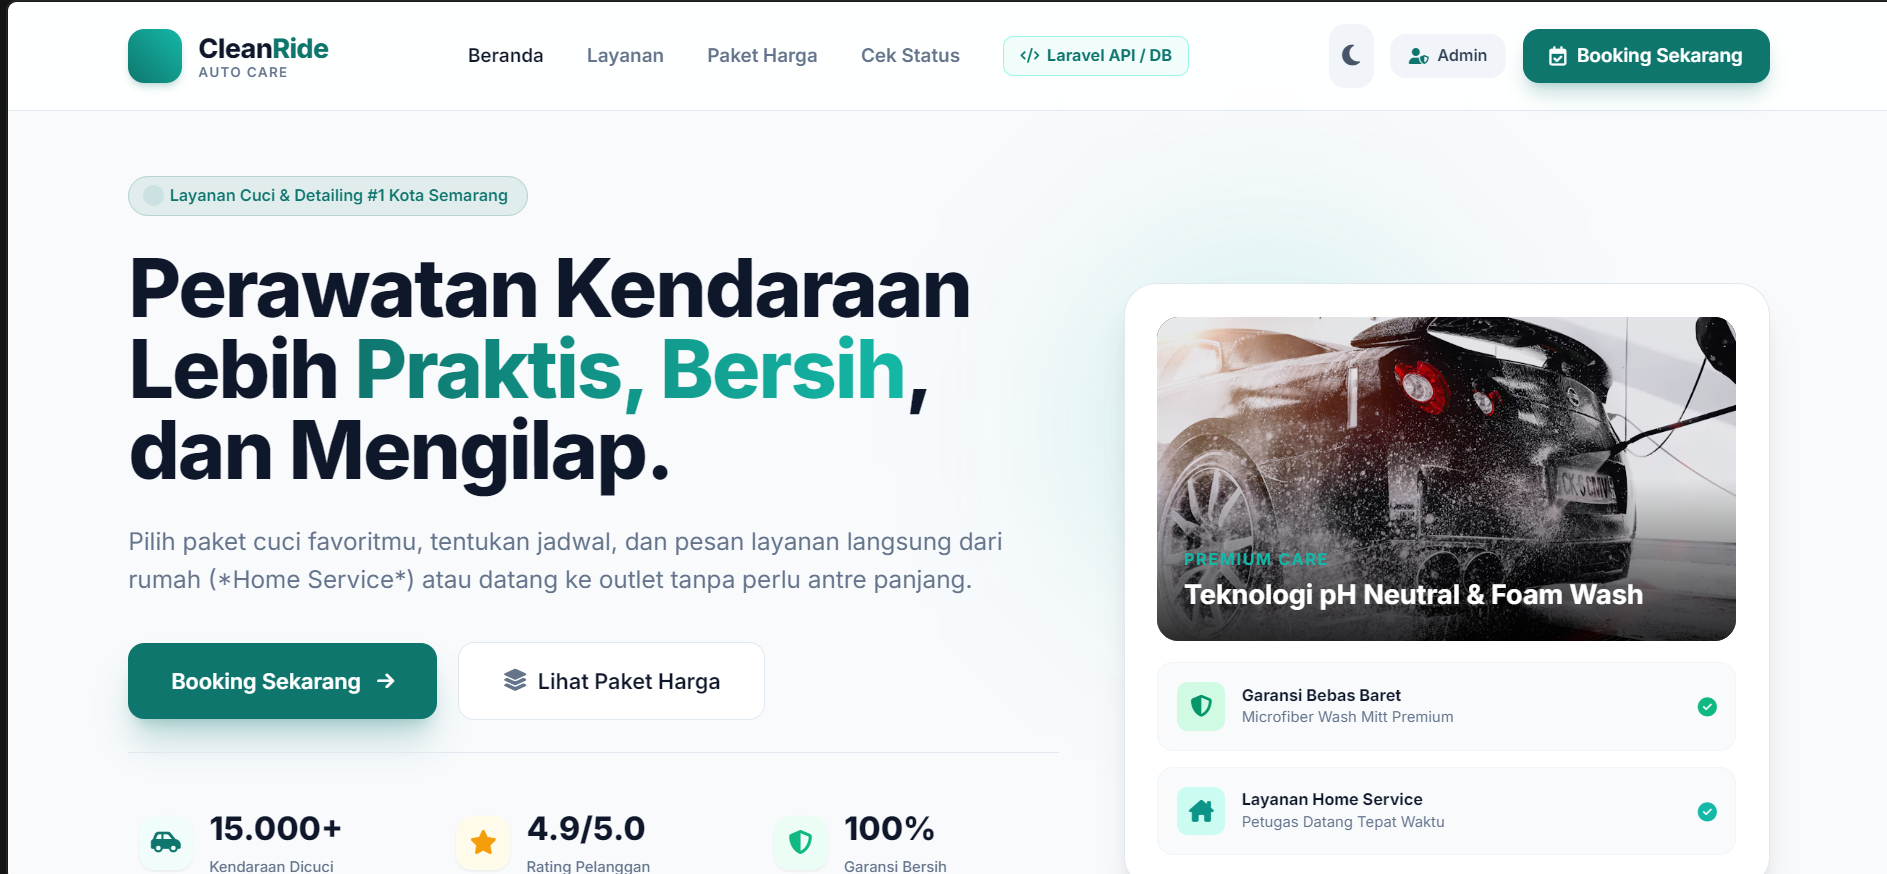 CleanRide
AUTO CARE
Beranda
Layanan
Paket Harga
Cek Status
</> Laravel API / DB
Admin
Booking Sekarang
Layanan Cuci & Detailing #1 Kota Semarang
Perawatan Kendaraan
Lebih Praktis, Bersih,
dan Mengilap.
Pilih paket cuci favoritmu, tentukan jadwal, dan pesan layanan langsung dari
rumah (*Home Service*) atau datang ke outlet tanpa perlu antre panjang.
Booking Sekarang →
Lihat Paket Harga
15.000+
Kendaraan Dicuci
4.9/5.0
Rating Pelanggan
100%
Garansi Bersih
PREMIUM CARE
Teknologi pH Neutral & Foam Wash
Garansi Bebas Baret
Microfiber Wash Mitt Premium
Layanan Home Service
Petugas Datang Tepat Waktu